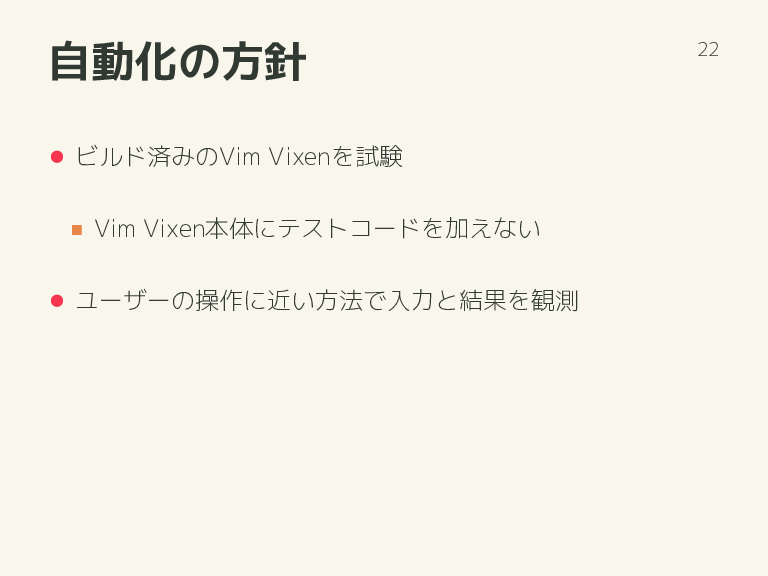 自動化の方針
22
ビルド済みのVim Vixenを試験
Vim Vixen本体にテストコードを加えない
ユーザーの操作に近い方法で入力と結果を観測